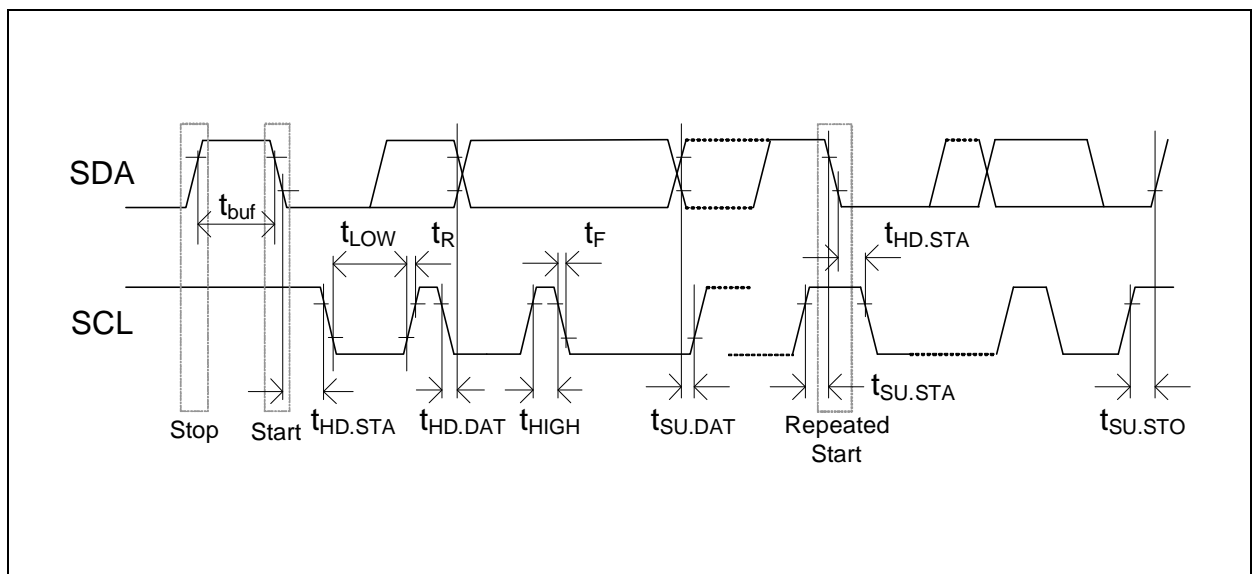 SDA
t_buf
t_LOW
t_R
t_F
t_HD.STA
SCL
t_HD.STA
t_HD.DAT
t_HIGH
t_SU.DAT
t_SU.STA
t_SU.STO
Stop
Start
Repeated
Start